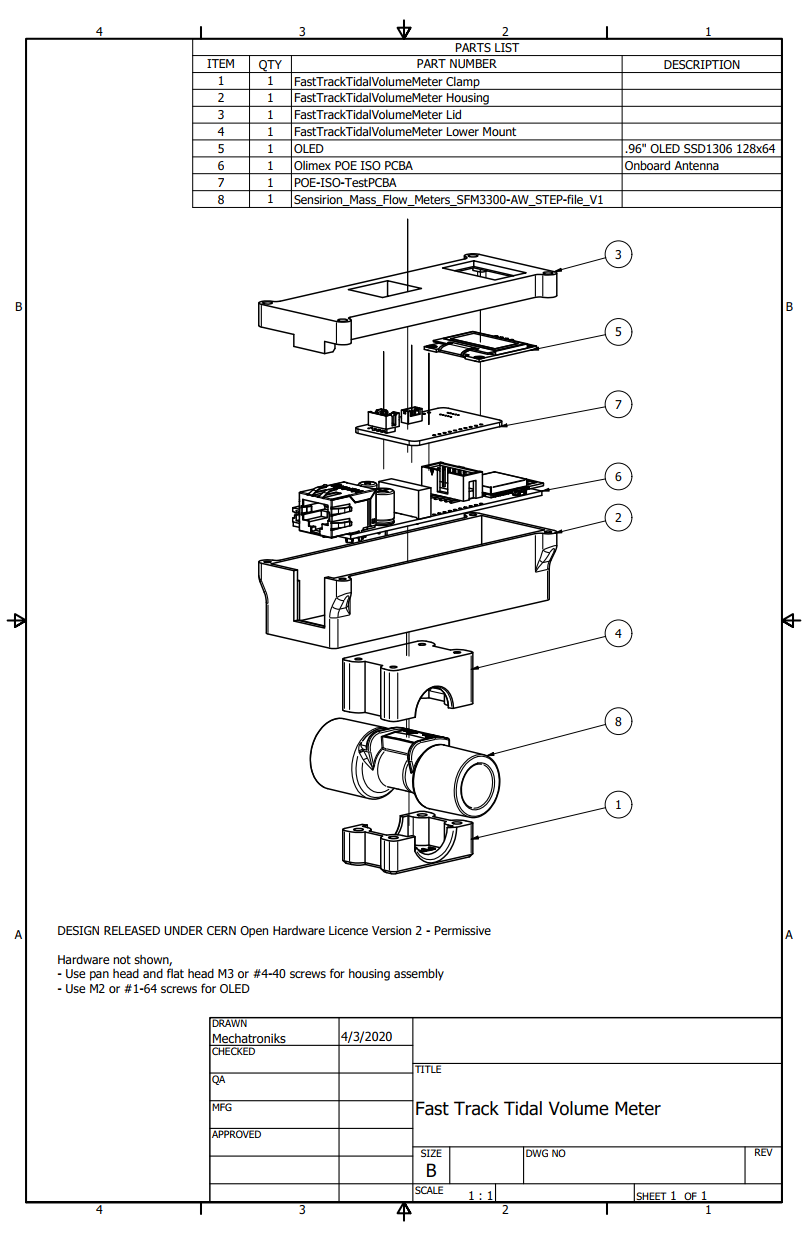 4 3 2 1
PARTS LIST
ITEM QTY PART NUMBER DESCRIPTION
1 1 FastTrackTidalVolumeMeter Clamp
2 1 FastTrackTidalVolumeMeter Housing
3 1 FastTrackTidalVolumeMeter Lid
4 1 FastTrackTidalVolumeMeter Lower Mount
5 1 OLED .96" OLED SSD1306 128x64
6 1 Olimex POE ISO PCBA Onboard Antenna
7 1 POE-ISO-TestPCBA
8 1 Sensirion_Mass_Flow_Meters_SFM3300-AW_STEP-file_V1
3
B B
5
7
6
2
4
8
1
A A
DESIGN RELEASED UNDER CERN Open Hardware Licence Version 2 - Permissive
Hardware not shown,
- Use pan head and flat head M3 or #4-40 screws for housing assembly
- Use M2 or #1-64 screws for OLED
DRAWN
Mechatroniks 4/3/2020
CHECKED
TITLE
QA
MFG
Fast Track Tidal Volume Meter
APPROVED
SIZE DWG NO REV
B
SCALE 1 : 1 SHEET 1 OF 1
4 3 2 1